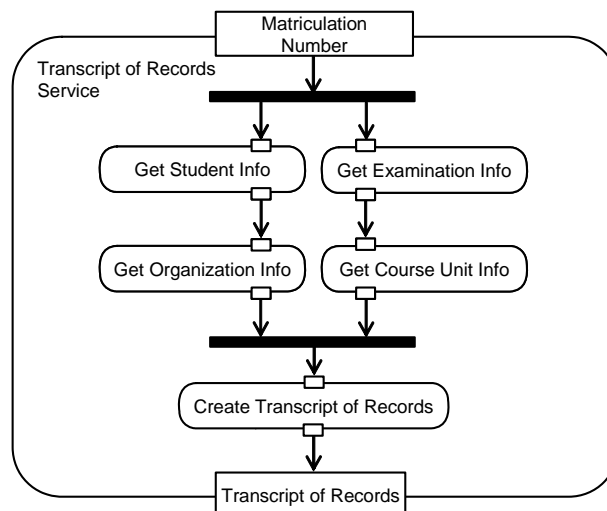 Matriculation
Number
Transcript of Records
Service
Get Student Info
Get Examination Info
Get Organization Info
Get Course Unit Info
Create Transcript of Records
Transcript of Records